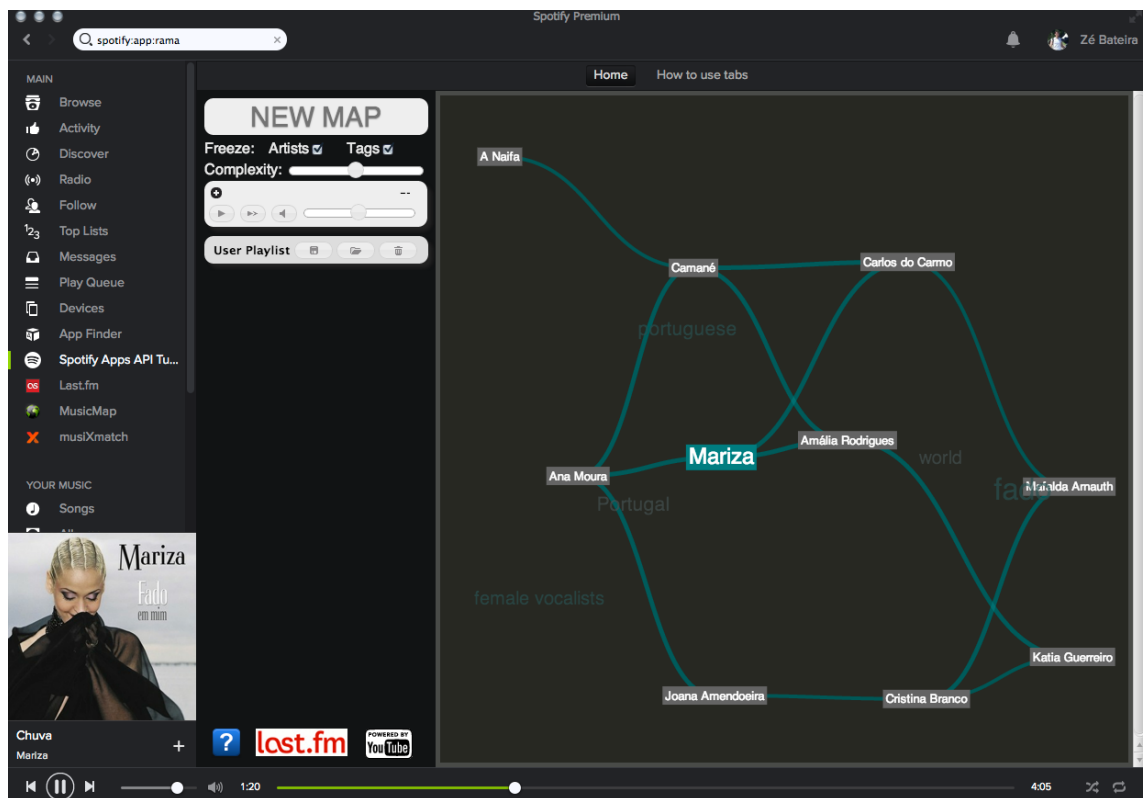 Spotify Premium
spotify:app:rama
Zé Bateira
MAIN
Browse
Activity
Discover
Radio
Follow
Top Lists
Messages
Play Queue
Devices
App Finder
Spotify Apps API Tu...
Last.fm
MusicMap
musiXmatch
YOUR MUSIC
Songs
Mariza
Fado
em mim
Chuva
Mariza
Home
How to use tabs
NEW MAP
Freeze: Artists Tags
Complexity:
--
User Playlist
?
last.fm
POWERED BY
YouTube
A Naifa
Camané
Carlos do Carmo
portuguese
Mariza
Amália Rodrigues
world
Ana Moura
Portugal
fado
Mafalda Arnauth
female vocalists
Katia Guerreiro
Joana Amendoeira
Cristina Branco
1:20
4:05